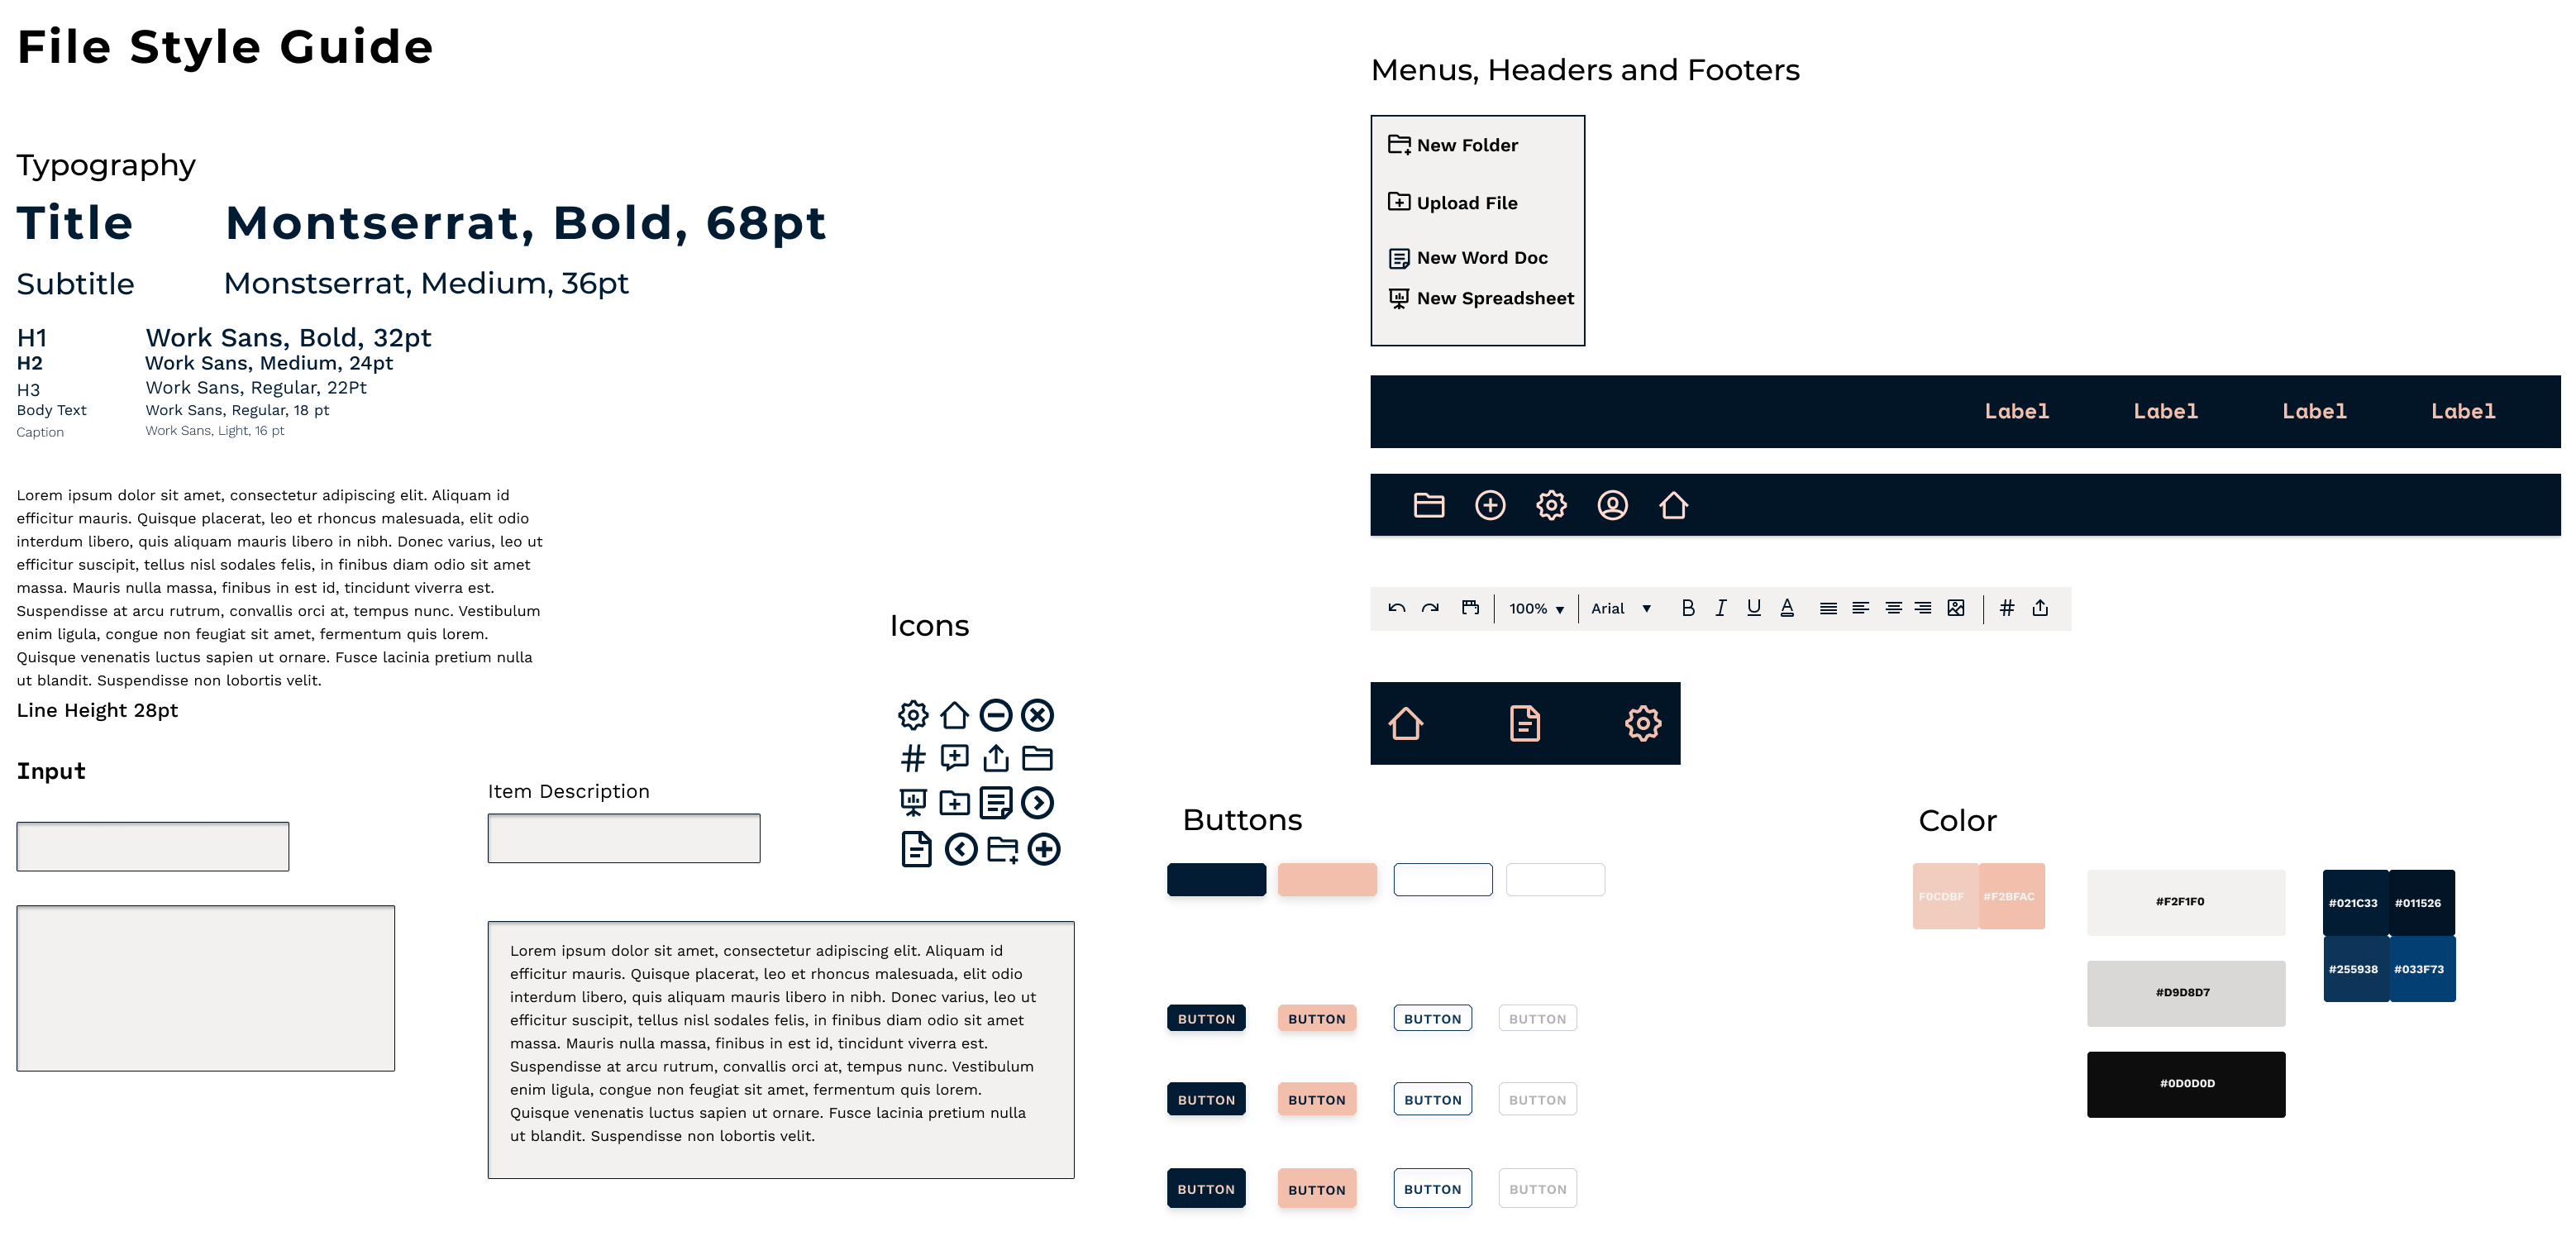 File Style Guide
Typography
Title Montserrat, Bold, 68pt
Subtitle Monstserrat, Medium, 36pt
H1 Work Sans, Bold, 32pt
H2 Work Sans, Medium, 24pt
H3 Work Sans, Regular, 22Pt
Body Text Work Sans, Regular, 18 pt
Caption Work Sans, Light, 16 pt
Lorem ipsum dolor sit amet, consectetur adipiscing elit. Aliquam id
efficitur mauris. Quisque placerat, leo et rhoncus malesuada, elit odio
interdum libero, quis aliquam mauris libero in nibh. Donec varius, leo ut
efficitur suscipit, tellus nisl sodales felis, in finibus diam odio sit amet
massa. Mauris nulla massa, finibus in est id, tincidunt viverra est.
Suspendisse at arcu rutrum, convallis orci at, tempus nunc. Vestibulum
enim ligula, congue non feugiat sit amet, fermentum quis lorem.
Quisque venenatis luctus sapien ut ornare. Fusce lacinia pretium nulla
ut blandit. Suspendisse non lobortis velit.
Line Height 28pt
Input
Item Description
Lorem ipsum dolor sit amet, consectetur adipiscing elit. Aliquam id
efficitur mauris. Quisque placerat, leo et rhoncus malesuada, elit odio
interdum libero, quis aliquam mauris libero in nibh. Donec varius, leo ut
efficitur suscipit, tellus nisl sodales felis, in finibus diam odio sit amet
massa. Mauris nulla massa, finibus in est id, tincidunt viverra est.
Suspendisse at arcu rutrum, convallis orci at, tempus nunc. Vestibulum
enim ligula, congue non feugiat sit amet, fermentum quis lorem.
Quisque venenatis luctus sapien ut ornare. Fusce lacinia pretium nulla
ut blandit. Suspendisse non lobortis velit.
Icons
Menus, Headers and Footers
New Folder
Upload File
New Word Doc
New Spreadsheet
Label Label Label Label
100% Arial B I U A #
Buttons
BUTTON BUTTON BUTTON BUTTON
BUTTON BUTTON BUTTON BUTTON
BUTTON BUTTON BUTTON BUTTON
Color
F0CDBF #F2BFAC
#F2F1F0
#D9D8D7
#0D0D0D
#021C33 #011526
#255938 #033F73